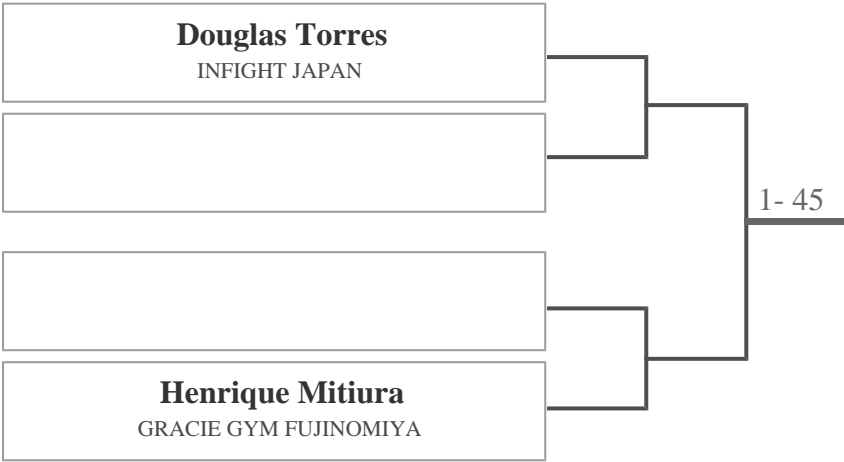 Douglas Torres
INFIGHT JAPAN
1- 45
Henrique Mitiura
GRACIE GYM FUJINOMIYA